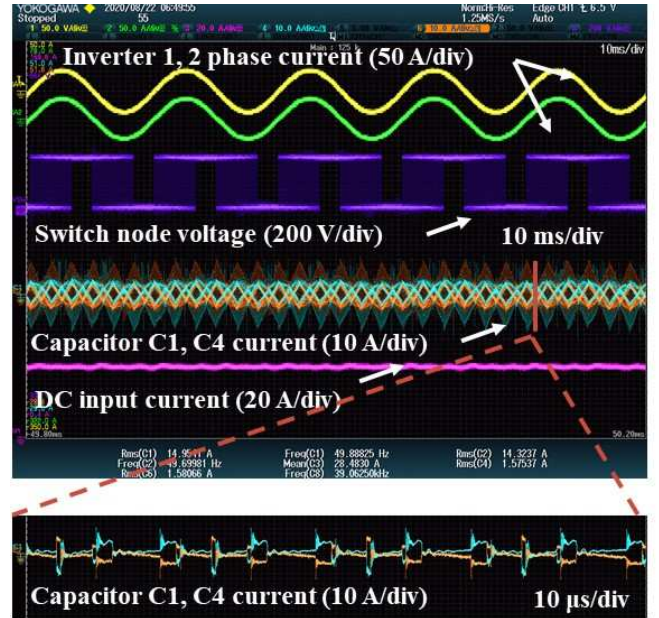 YOKOGAWA 2020/08/22 06:49:55 NormHi-Res Edge CH1 6.5 V
Stopped 55 1.25MS/s Auto
Main : 125 k 10ms/div
Inverter 1, 2 phase current (50 A/div)
Switch node voltage (200 V/div) 10 ms/div
Capacitor C1, C4 current (10 A/div)
DC input current (20 A/div)
-49.80ms 50.20ms
Rms(C1) Freq(C1) 49.88825 Hz Rms(C2) 14.3237 A
Freq(C2) 49.69981 Hz Mean(C3) 28.4830 A Rms(C4) 1.57537 A
Rms(C6) 1.58066 A Freq(C8) 39.06250kHz
Capacitor C1, C4 current (10 A/div) 10 µs/div